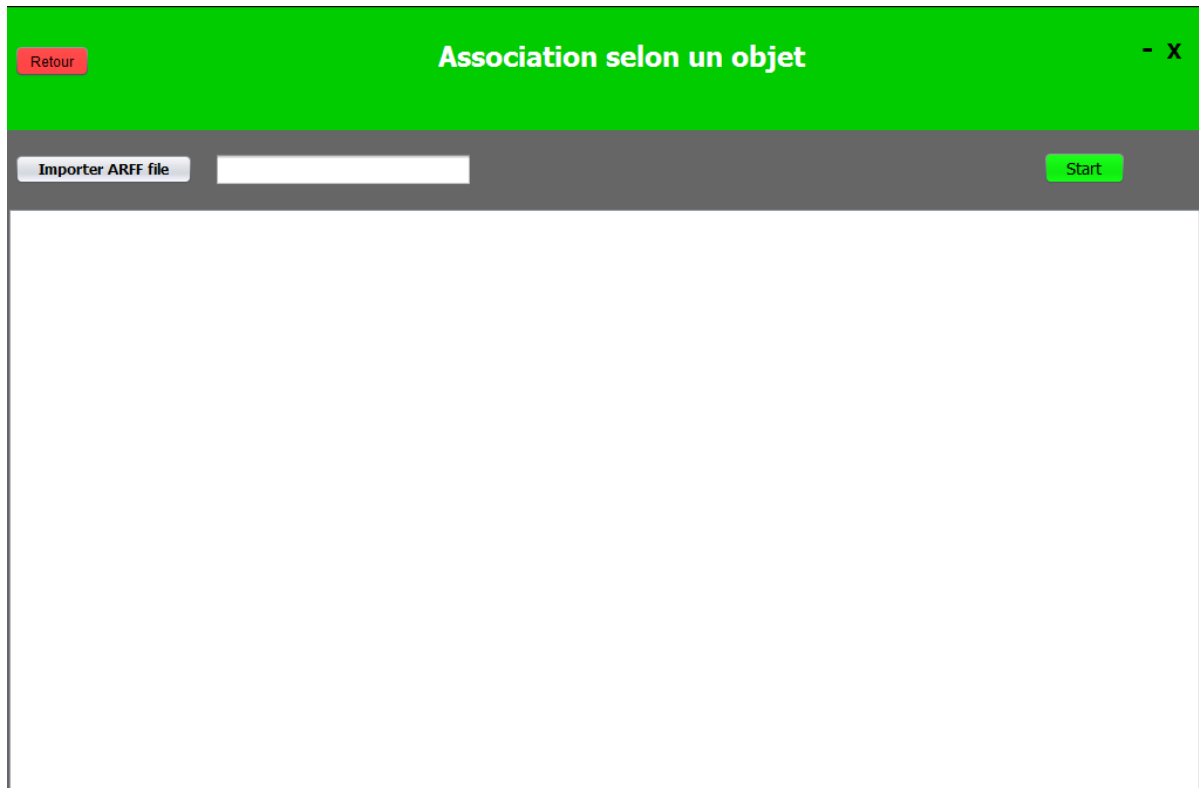 Retour
Association selon un objet
- x
Importer ARFF file
Start